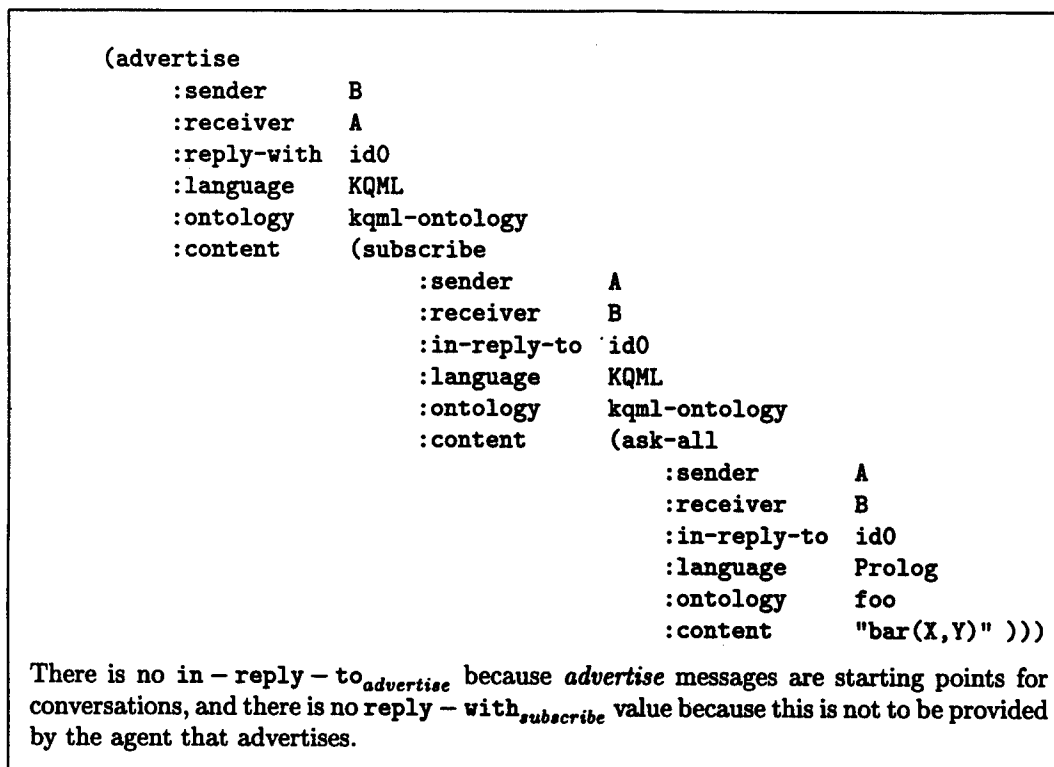 (advertise
:sender B
:receiver A
:reply-with id0
:language KQML
:ontology kqml-ontology
:content (subscribe
:sender A
:receiver B
:in-reply-to id0
:language KQML
:ontology kqml-ontology
:content (ask-all
:sender A
:receiver B
:in-reply-to id0
:language Prolog
:ontology foo
:content "bar(X,Y)" )))
There is no in – reply – to_advertise because advertise messages are starting points for
conversations, and there is no reply – with_subscribe value because this is not to be provided
by the agent that advertises.